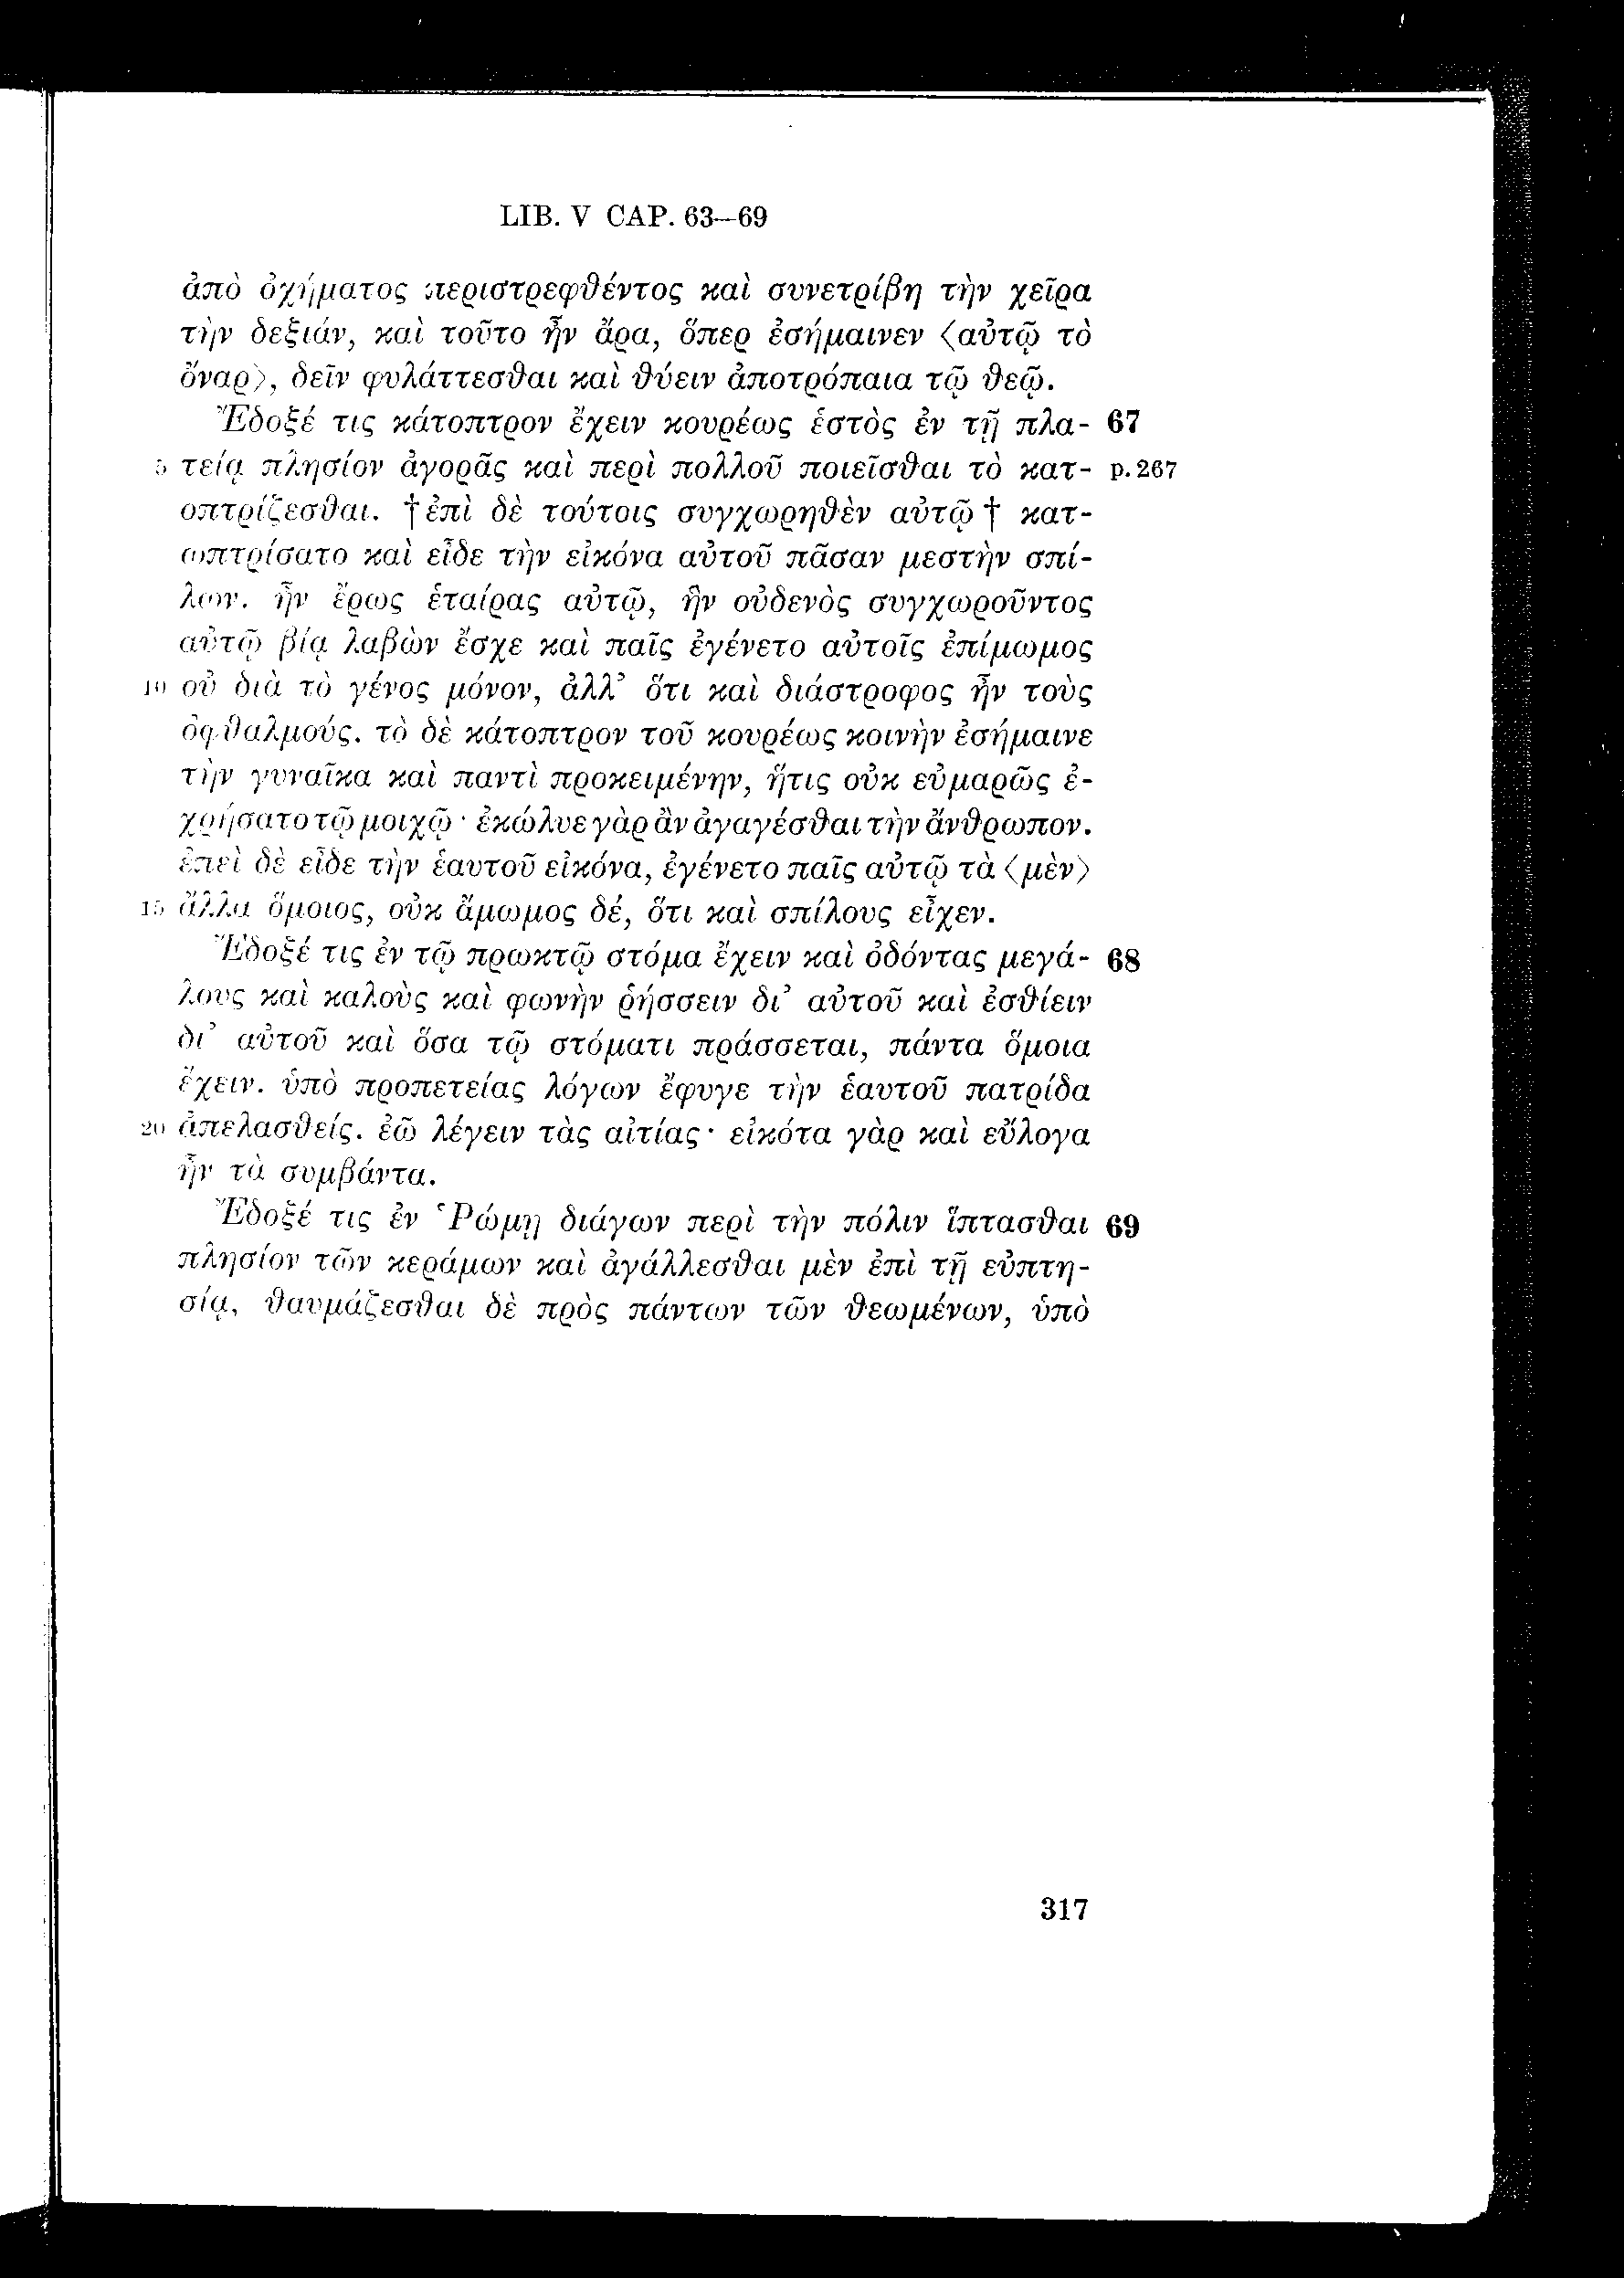 LIB. V CAP. 63—69
ἀπὸ ὀχήματος περιστρεφθέντος καὶ συνετρίβη τὴν χεῖρα
τὴν δεξιάν, καὶ τοῦτο ἦν ἄρα, ὅπερ ἐσήμαινεν 〈αὐτῷ τὸ
ὄναρ〉, δεῖν φυλάττεσθαι καὶ θύειν ἀποτρόπαια τῷ θεῷ.
Ἔδοξέ τις κάτοπτρον ἔχειν κουρέως ἑστὸς ἐν τῇ πλα- 67
5 τείᾳ πλησίον ἀγορᾶς καὶ περὶ πολλοῦ ποιεῖσθαι τὸ κατ- p. 267
οπτρίζεσθαι. †ἐπὶ δὲ τούτοις συγχωρηθὲν αὐτῷ† κατ-
ωπτρίσατο καὶ εἶδε τὴν εἰκόνα αὐτοῦ πᾶσαν μεστὴν σπί-
λων. ἦν ἔρως ἑταίρας αὐτῷ, ἣν οὐδενὸς συγχωροῦντος
αὐτῷ βίᾳ λαβὼν ἔσχε καὶ παῖς ἐγένετο αὐτοῖς ἐπίμωμος
10 οὐ διὰ τὸ γένος μόνον, ἀλλ’ ὅτι καὶ διάστροφος ἦν τοὺς
ὀφθαλμούς. τὸ δὲ κάτοπτρον τοῦ κουρέως κοινὴν ἐσήμαινε
τὴν γυναῖκα καὶ παντὶ προκειμένην, ἥτις οὐκ εὐμαρῶς ἐ-
χρήσατο τῷ μοιχῷ· ἐκώλυε γὰρ ἂν ἀγαγέσθαι τὴν ἄνθρωπον.
ἐπεὶ δὲ εἶδε τὴν ἑαυτοῦ εἰκόνα, ἐγένετο παῖς αὐτῷ τὰ 〈μὲν〉
15 ἄλλα ὅμοιος, οὐκ ἄμωμος δέ, ὅτι καὶ σπίλους εἶχεν.
Ἔδοξέ τις ἐν τῷ πρωκτῷ στόμα ἔχειν καὶ ὀδόντας μεγά- 68
λους καὶ καλοὺς καὶ φωνὴν ῥήσσειν δι’ αὐτοῦ καὶ ἐσθίειν
δι’ αὐτοῦ καὶ ὅσα τῷ στόματι πράσσεται, πάντα ὅμοια
ἔχειν. ὑπὸ προπετείας λόγων ἔφυγε τὴν ἑαυτοῦ πατρίδα
20 ἀπελασθείς. ἐῶ λέγειν τὰς αἰτίας· εἰκότα γὰρ καὶ εὔλογα
ἦν τὰ συμβάντα.
Ἔδοξέ τις ἐν Ῥώμῃ διάγων περὶ τὴν πόλιν ἵπτασθαι 69
πλησίον τῶν κεράμων καὶ ἀγάλλεσθαι μὲν ἐπὶ τῇ εὐπτη-
σίᾳ, θαυμάζεσθαι δὲ πρὸς πάντων τῶν θεωμένων, ὑπὸ
317